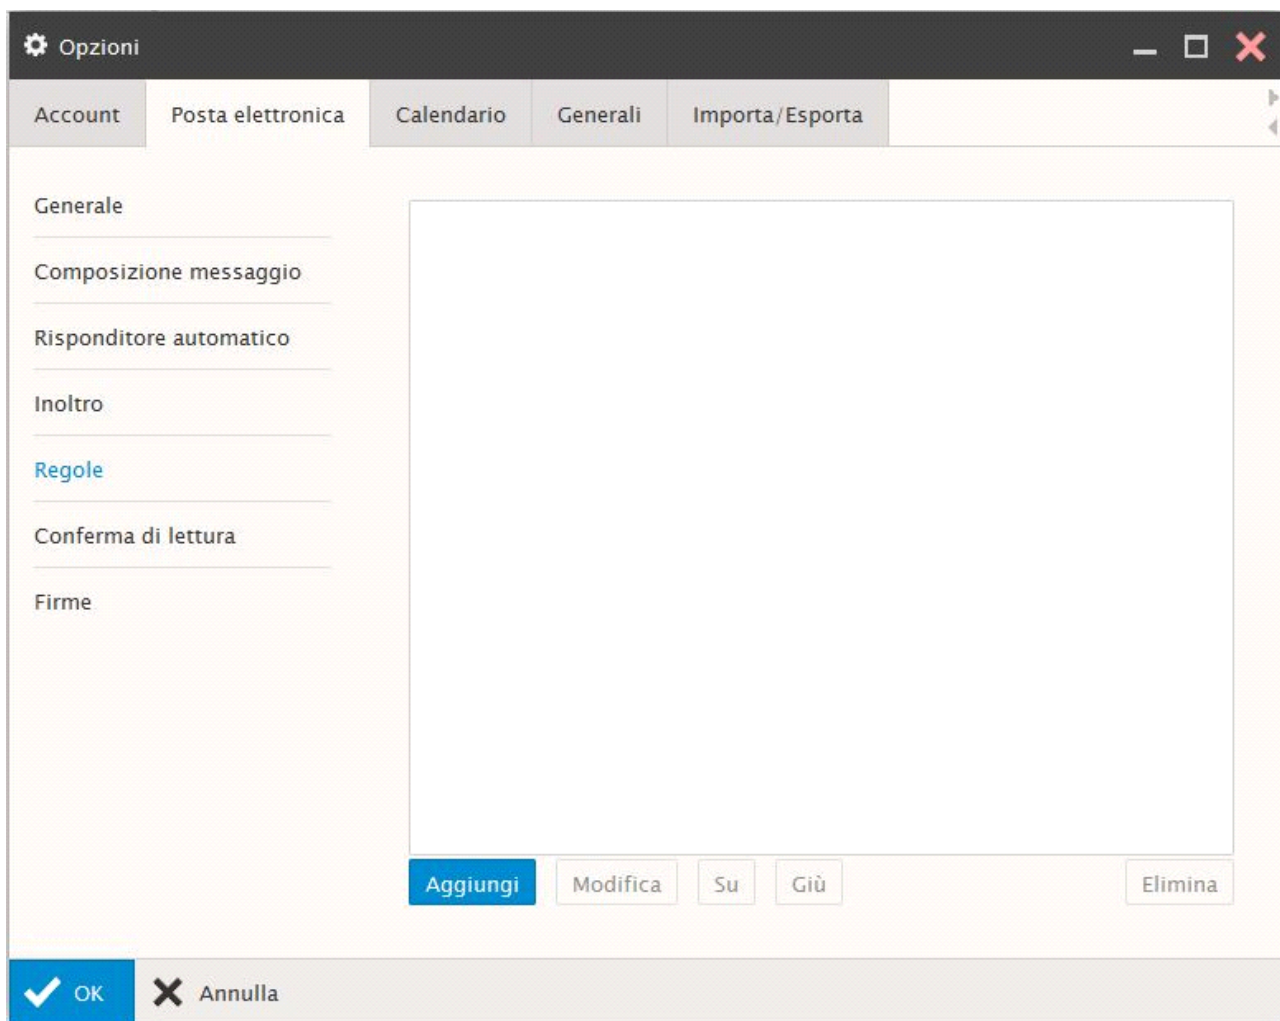 Opzioni
Account Posta elettronica Calendario Generali Importa/Esporta
Generale
Composizione messaggio
Risponditore automatico
Inoltro
Regole
Conferma di lettura
Firme
Aggiungi Modifica Su Giù Elimina
OK Annulla